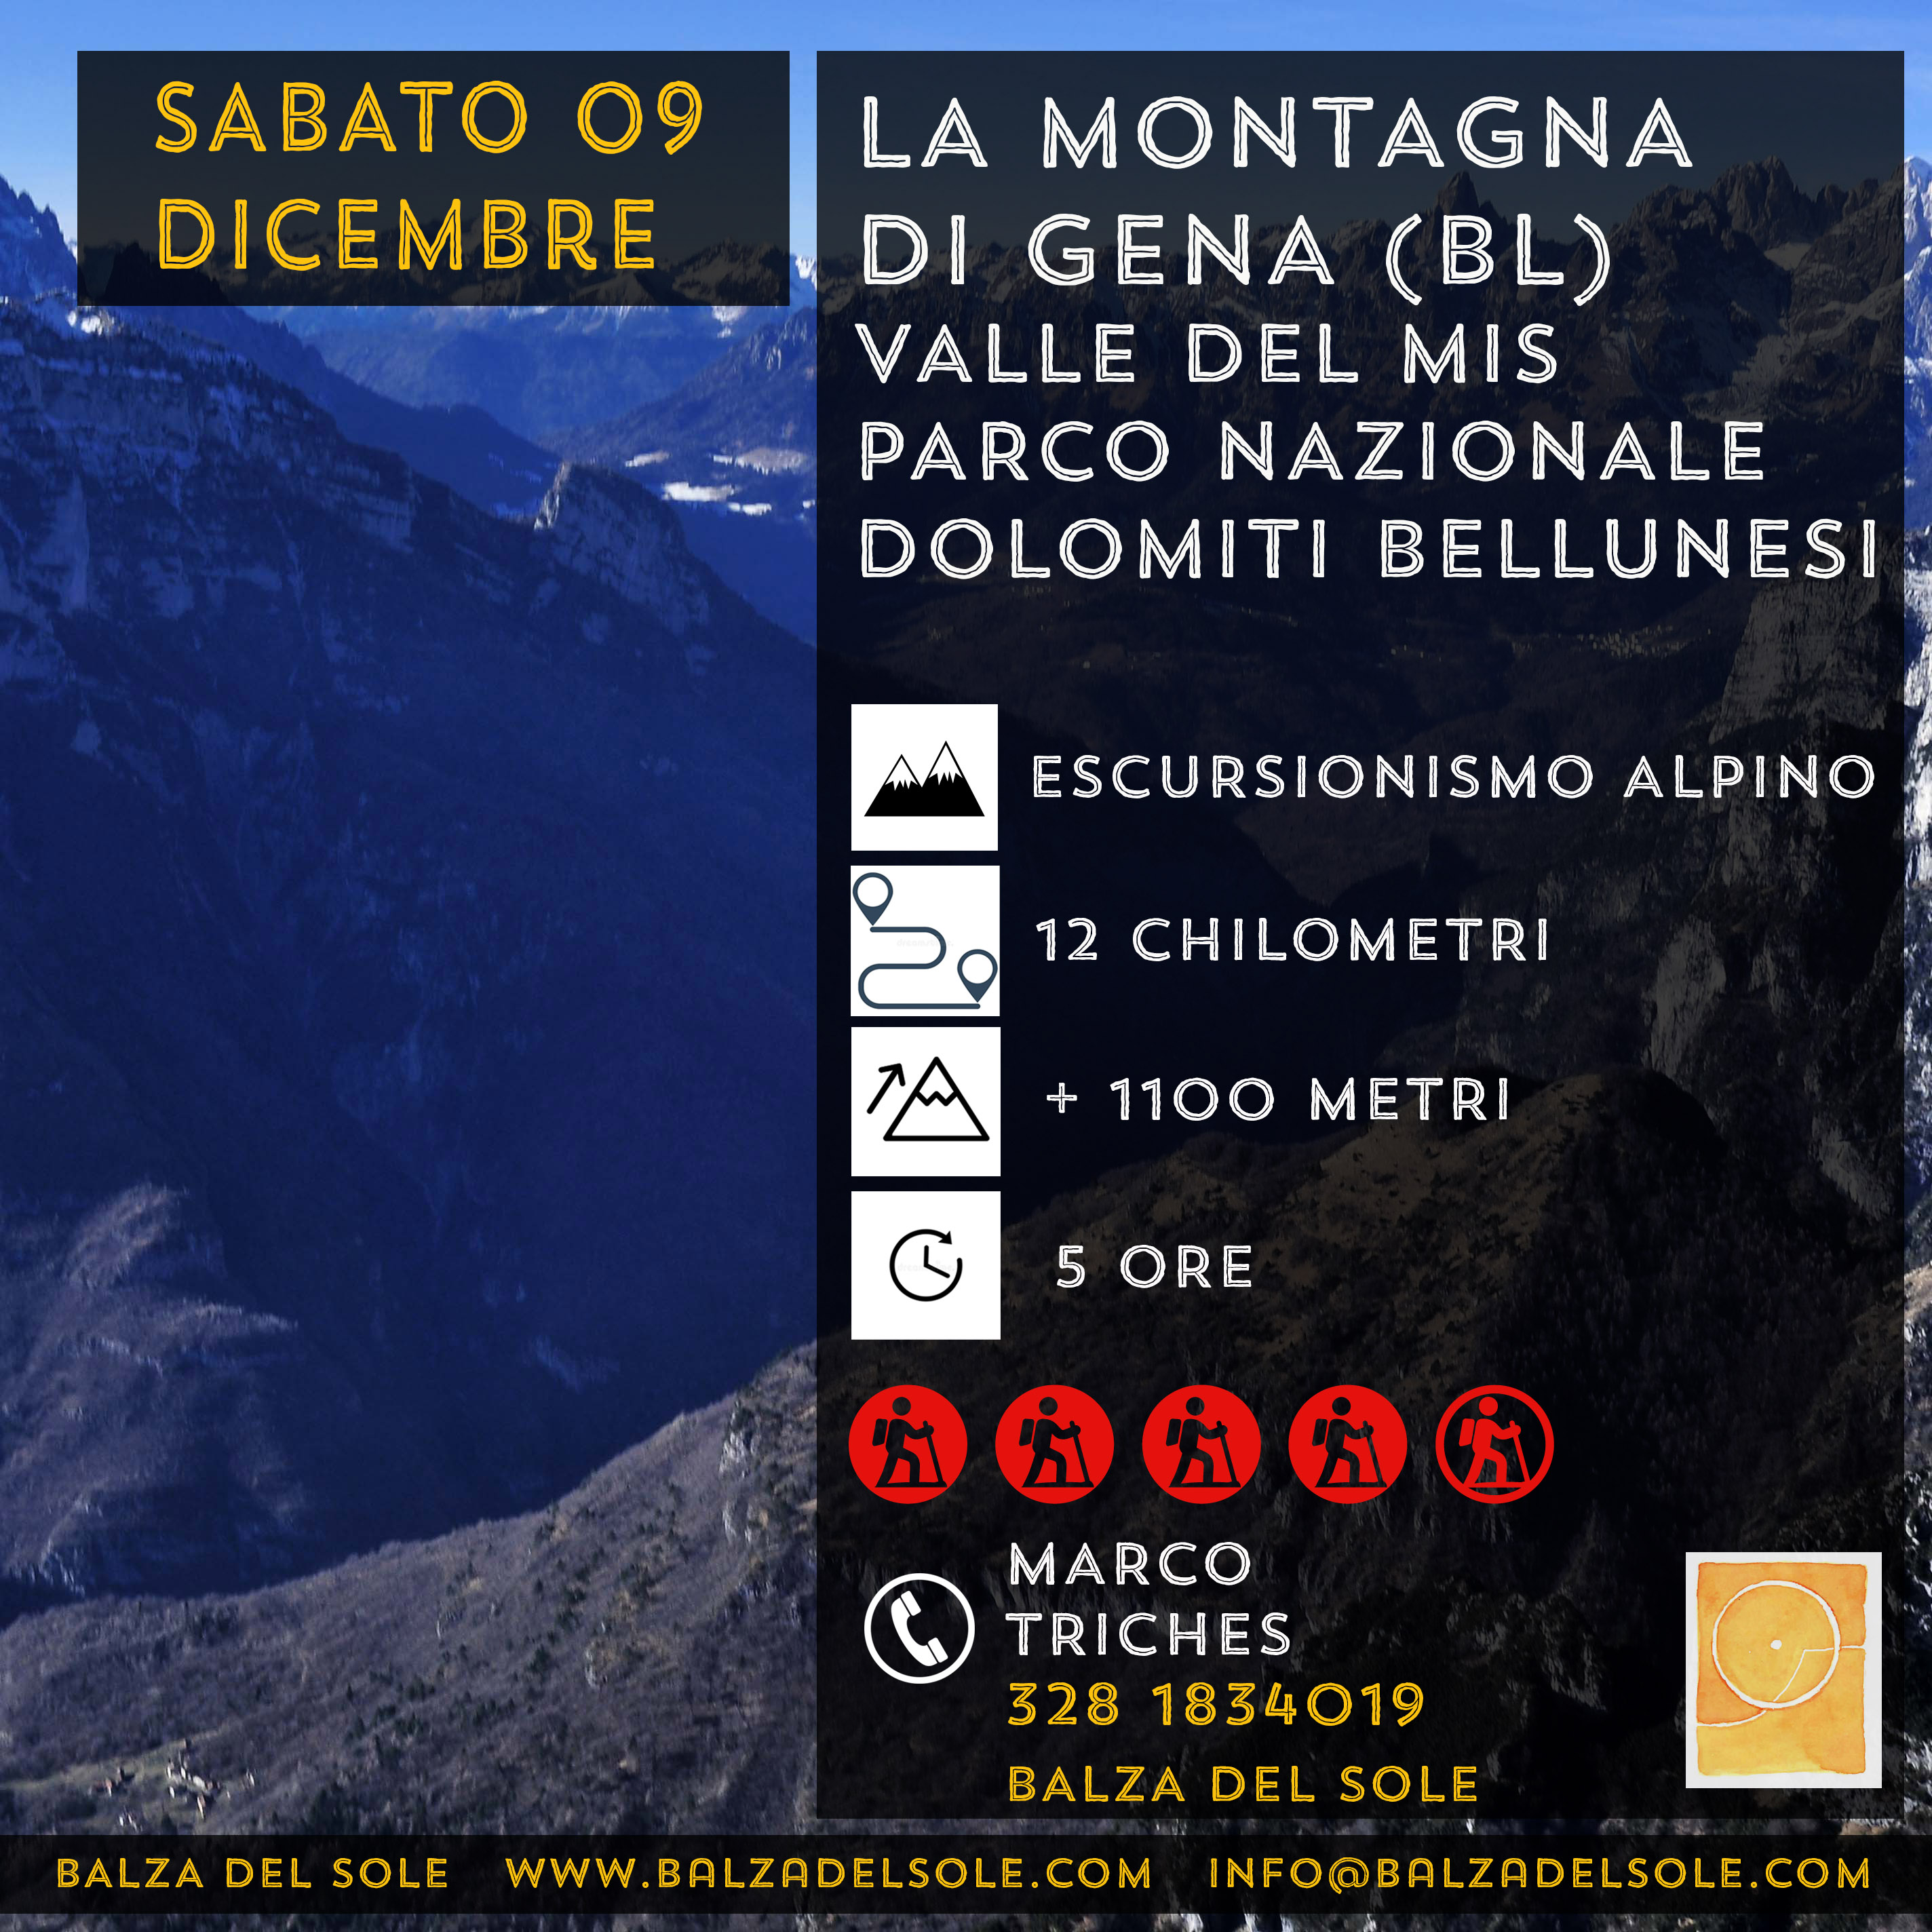 SABATO 09
DICEMBRE
LA MONTAGNA
DI GENA (BL)
VALLE DEL MIS
PARCO NAZIONALE
DOLOMITI BELLUNESI
ESCURSIONISMO ALPINO
12 CHILOMETRI
+ 1100 METRI
5 ORE
MARCO
TRICHES
328 1834019
BALZA DEL SOLE
BALZA DEL SOLE WWW.BALZADELSOLE.COM INFO@BALZADELSOLE.COM